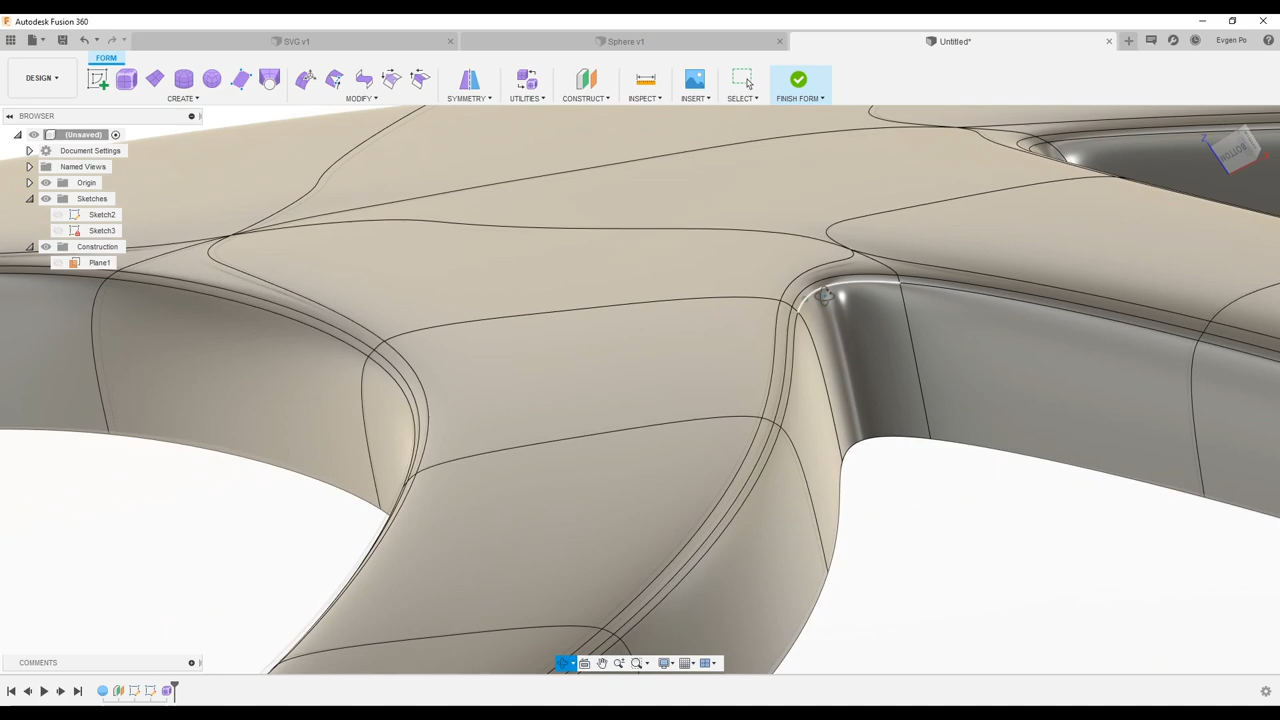 Autodesk Fusion 360
SVG v1
Sphere v1
Untitled*
Evgen Po
FORM
DESIGN
CREATE
MODIFY
SYMMETRY
UTILITIES
CONSTRUCT
INSPECT
INSERT
SELECT
FINISH FORM
BROWSER
(Unsaved)
Document Settings
Named Views
Origin
Sketches
Sketch2
Sketch3
Construction
Plane1
Z
BOTTOM
X
COMMENTS